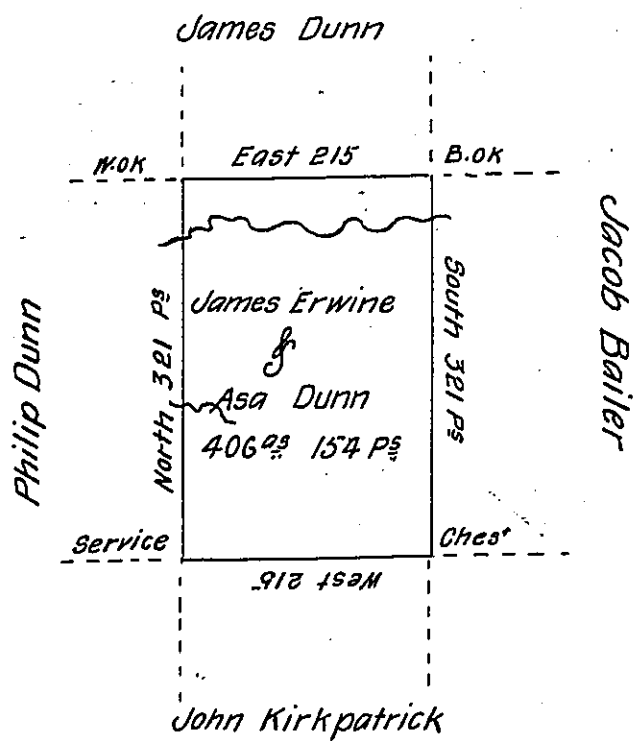 James Dunn
W.OK East 215 B.OK
Philip Dunn
North 321 Ps
James Erwine
&
Asa Dunn
406 as 154 Ps
South 321 Ps
Jacob Bailer
Service Chest
West 215
John Kirkpatrick